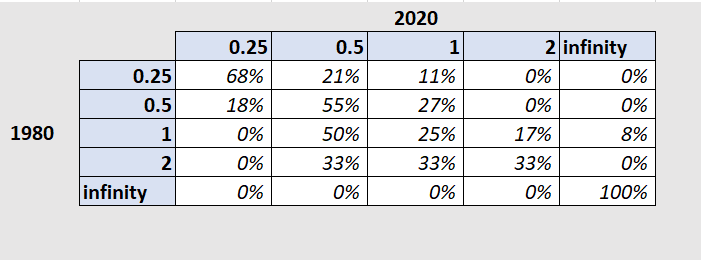 2020
0.25 0.5 1 2 infinity
0.25 68% 21% 11% 0% 0%
0.5 18% 55% 27% 0% 0%
1980 1 0% 50% 25% 17% 8%
2 0% 33% 33% 33% 0%
infinity 0% 0% 0% 0% 100%